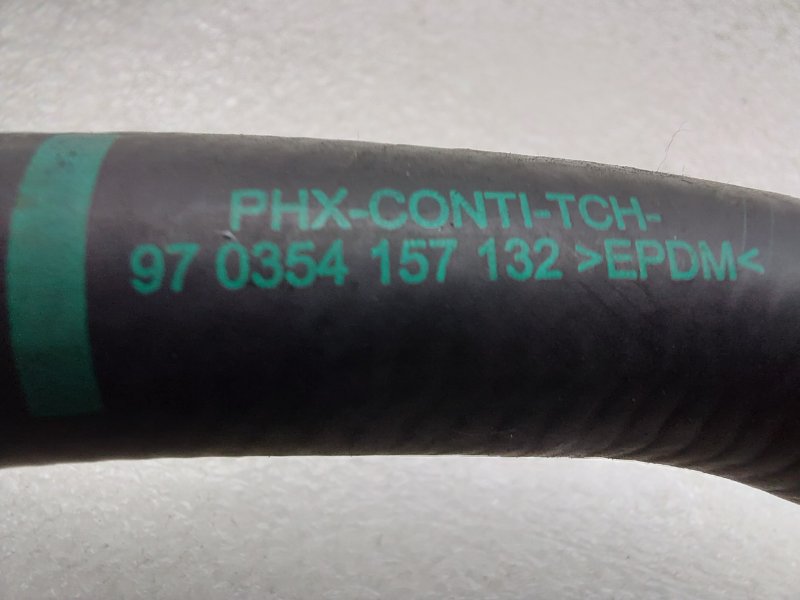 PHX-CONTI-TCH-
97 0354 157 132 >EPDM<